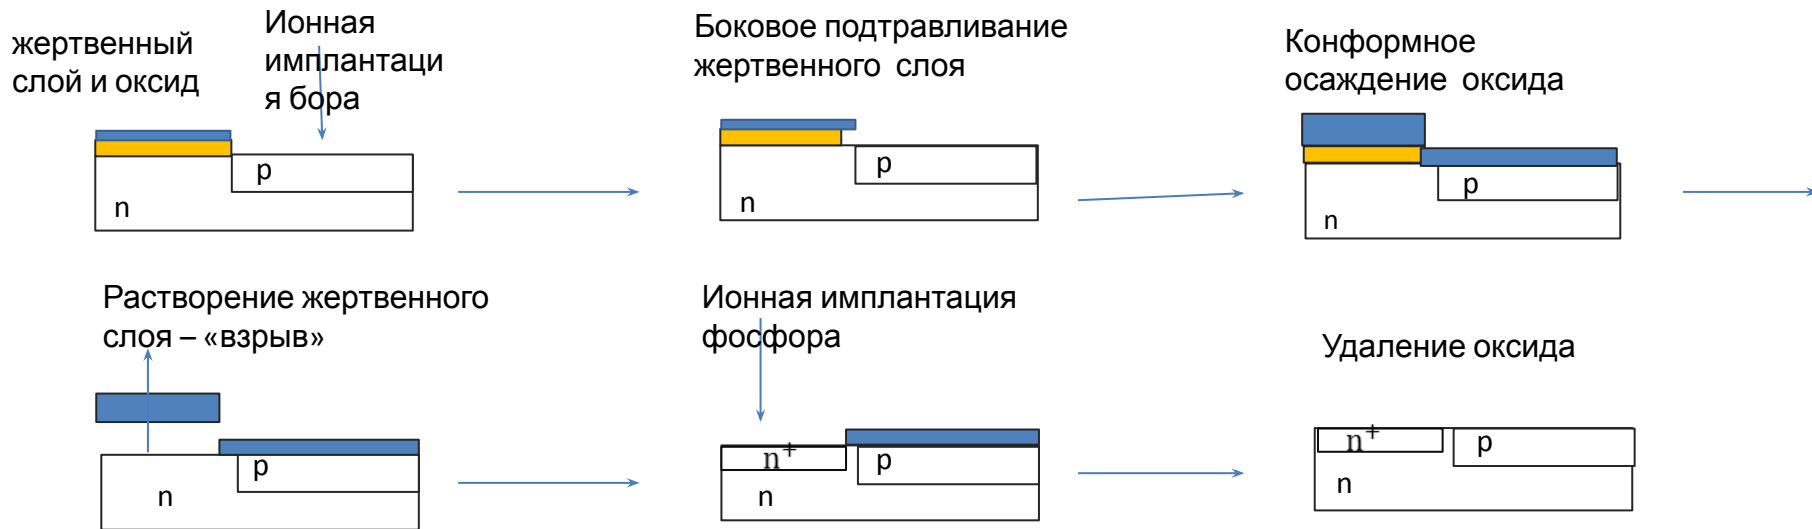 жертвенный
слой и оксид
Ионная
имплантаци
я бора
Боковое подтравливание
жертвенного слоя
Конформное
осаждение оксида
p
n
p
n
p
n
Растворение жертвенного
слоя – «взрыв»
Ионная имплантация
фосфора
Удаление оксида
p
n
n⁺
p
n
n⁺
p
n